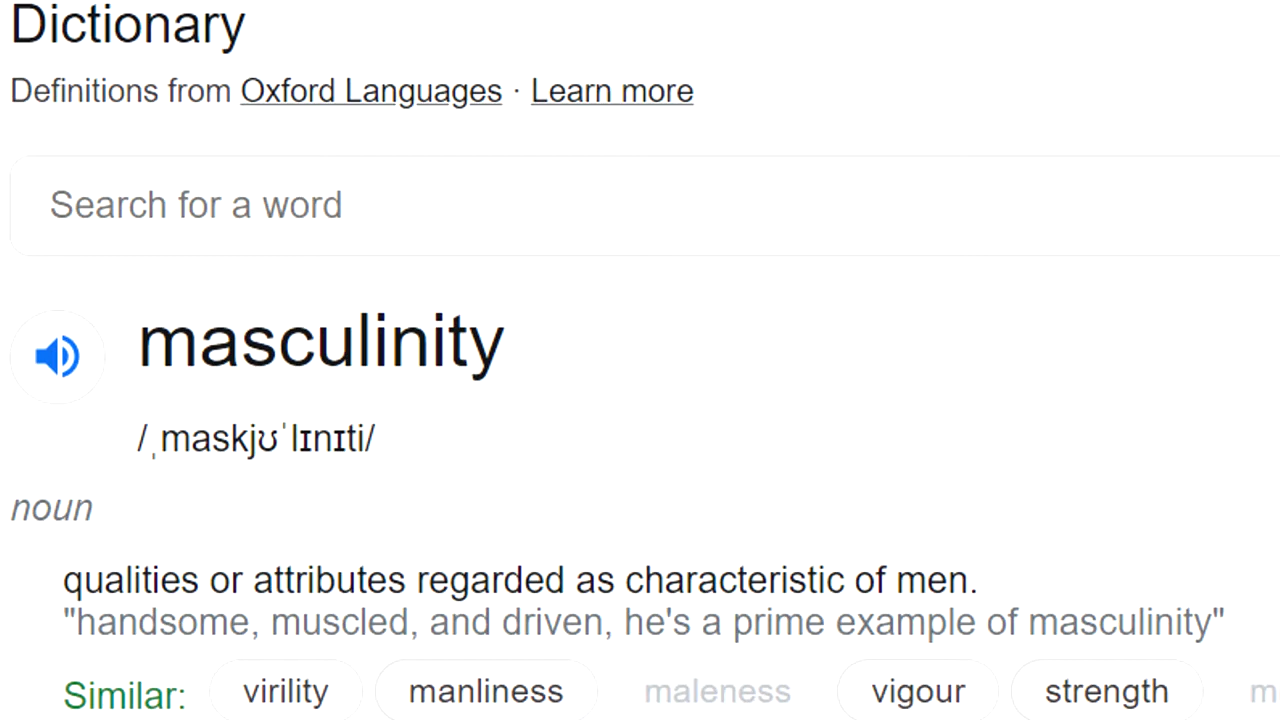 Dictionary
Definitions from Oxford Languages · Learn more
Search for a word
masculinity
/ˌmaskjʊˈlɪnɪti/
noun
qualities or attributes regarded as characteristic of men.
"handsome, muscled, and driven, he's a prime example of masculinity"
Similar: virility manliness maleness vigour strength